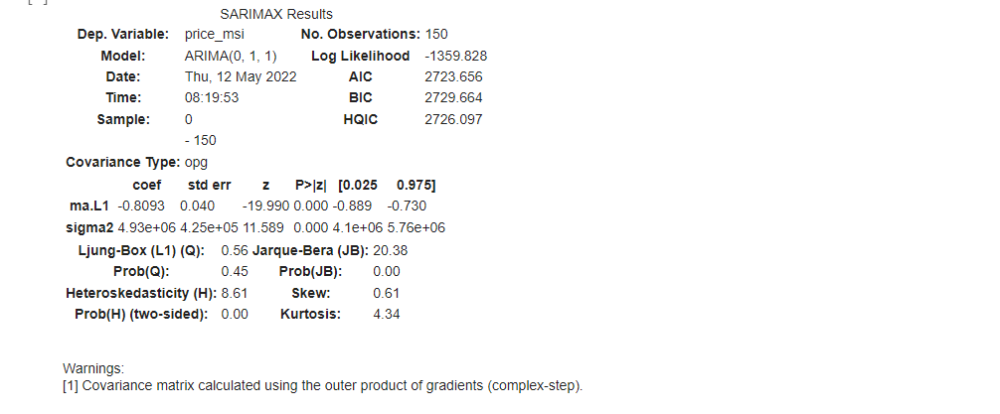 SARIMAX Results
Dep. Variable: price_msi No. Observations: 150
Model: ARIMA(0, 1, 1) Log Likelihood -1359.828
Date: Thu, 12 May 2022 AIC 2723.656
Time: 08:19:53 BIC 2729.664
Sample: 0 HQIC 2726.097
- 150
Covariance Type: opg
coef std err z P>|z| [0.025 0.975]
ma.L1 -0.8093 0.040 -19.990 0.000 -0.889 -0.730
sigma2 4.93e+06 4.25e+05 11.589 0.000 4.1e+06 5.76e+06
Ljung-Box (L1) (Q): 0.56 Jarque-Bera (JB): 20.38
Prob(Q): 0.45 Prob(JB): 0.00
Heteroskedasticity (H): 8.61 Skew: 0.61
Prob(H) (two-sided): 0.00 Kurtosis: 4.34
Warnings:
[1] Covariance matrix calculated using the outer product of gradients (complex-step).